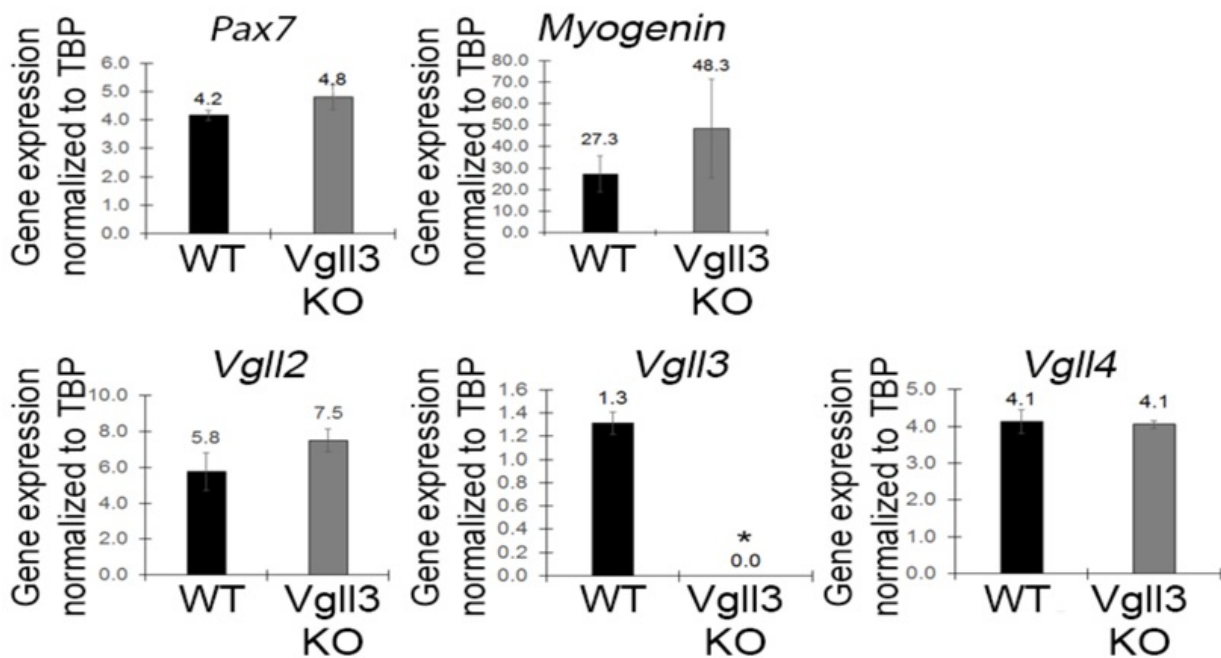 Pax7
Gene expression
normalized to TBP
6.0
5.0
4.0
3.0
2.0
1.0
0.0
4.2
4.8
WT
Vgll3
KO
Myogenin
Gene expression
normalized to TBP
80.0
70.0
60.0
50.0
40.0
30.0
20.0
10.0
0.0
27.3
48.3
WT
Vgll3
KO
Vgll2
Gene expression
normalized to TBP
10.0
8.0
6.0
4.0
2.0
0.0
5.8
7.5
WT
Vgll3
KO
Vgll3
Gene expression
normalized to TBP
1.6
1.4
1.2
1.0
0.8
0.6
0.4
0.2
0.0
1.3
*
0.0
WT
Vgll3
KO
Vgll4
Gene expression
normalized to TBP
5.0
4.0
3.0
2.0
1.0
0.0
4.1
4.1
WT
Vgll3
KO